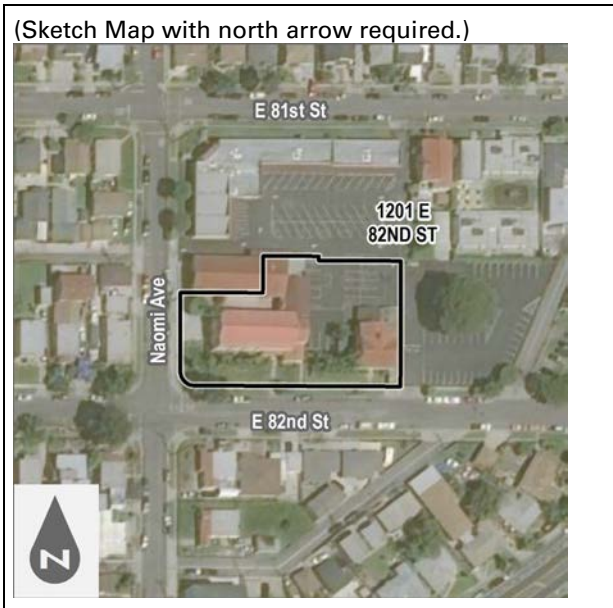 (Sketch Map with north arrow required.)
E 81st St
1201 E
82ND ST
Naomi Ave
E 82nd St
N